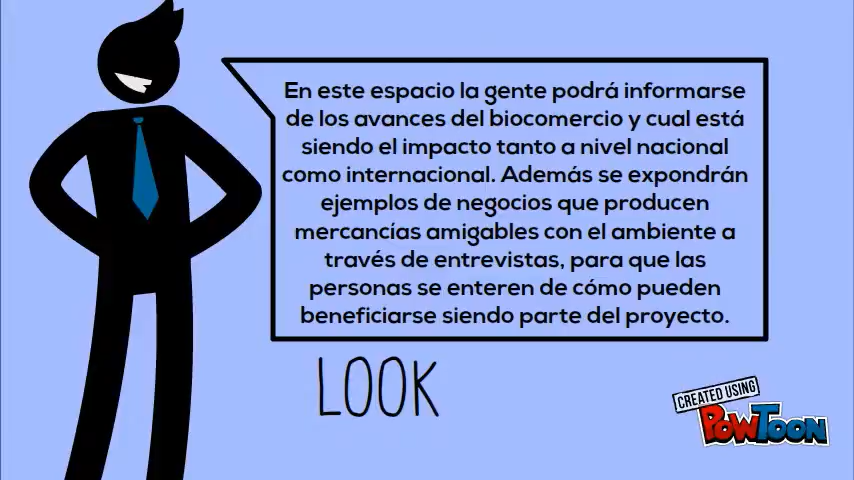 En este espacio la gente podrá informarse
de los avances del biocomercio y cual está
siendo el impacto tanto a nivel nacional
como internacional. Además se expondrán
ejemplos de negocios que producen
mercancías amigables con el ambiente a
través de entrevistas, para que las
personas se enteren de cómo pueden
beneficiarse siendo parte del proyecto.
LOOK
CREATED USING
POWTOON